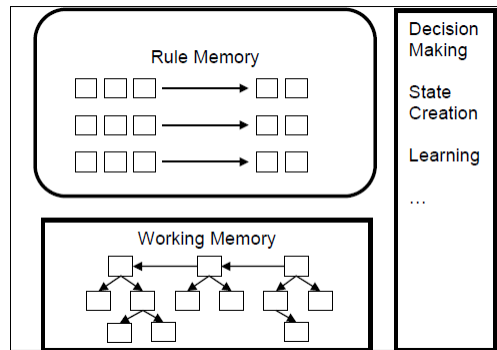 Rule Memory
Working Memory
Decision
Making
State
Creation
Learning
…